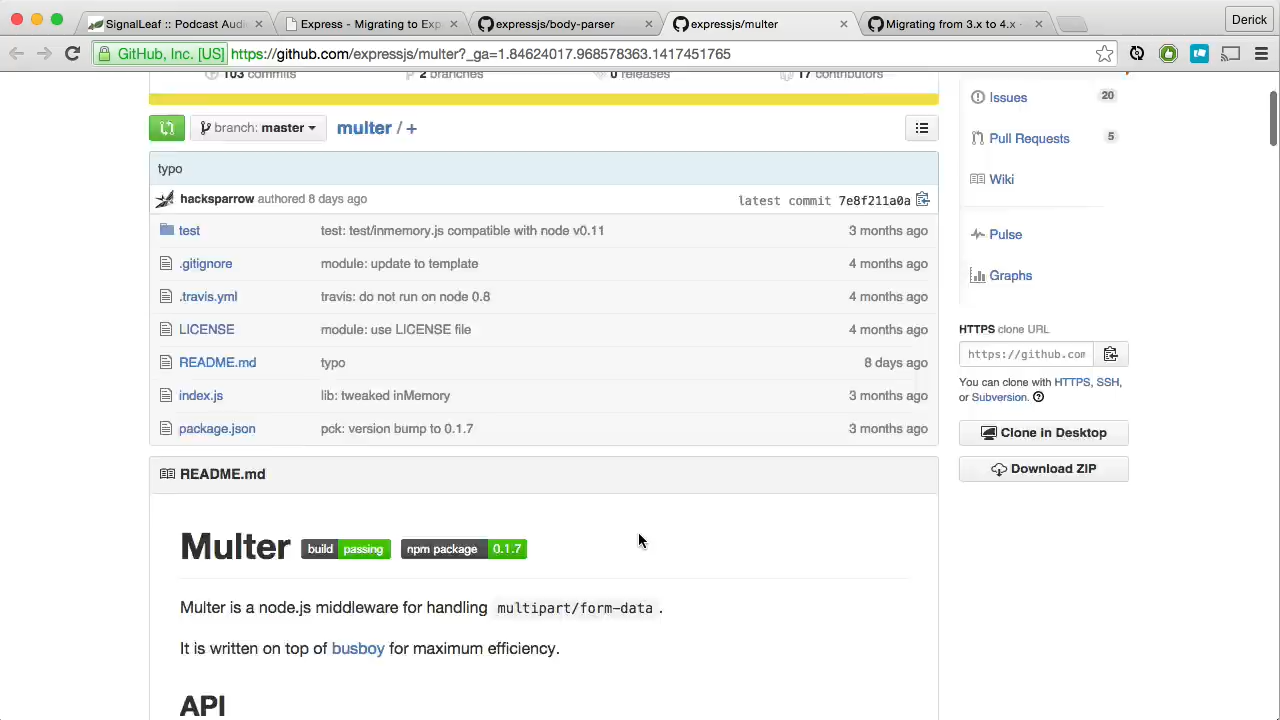 SignalLeaf :: Podcast Audi
Express - Migrating to Exp
expressjs/body-parser
expressjs/multer
Migrating from 3.x to 4.x ·
Derick
GitHub, Inc. [US]
https://github.com/expressjs/multer?_ga=1.84624017.968578363.1417451765
103 commits
2 branches
0 releases
17 contributors
branch: master
multer / +
typo
hacksparrow authored 8 days ago
latest commit 7e8f211a0a
test
test: test/inmemory.js compatible with node v0.11
3 months ago
.gitignore
module: update to template
4 months ago
.travis.yml
travis: do not run on node 0.8
4 months ago
LICENSE
module: use LICENSE file
4 months ago
README.md
typo
8 days ago
index.js
lib: tweaked inMemory
3 months ago
package.json
pck: version bump to 0.1.7
3 months ago
README.md
Multer
build passing
npm package 0.1.7
Multer is a node.js middleware for handling multipart/form-data .
It is written on top of busboy for maximum efficiency.
API
Issues 20
Pull Requests 5
Wiki
Pulse
Graphs
HTTPS clone URL
https://github.com
You can clone with HTTPS, SSH,
or Subversion.
Clone in Desktop
Download ZIP